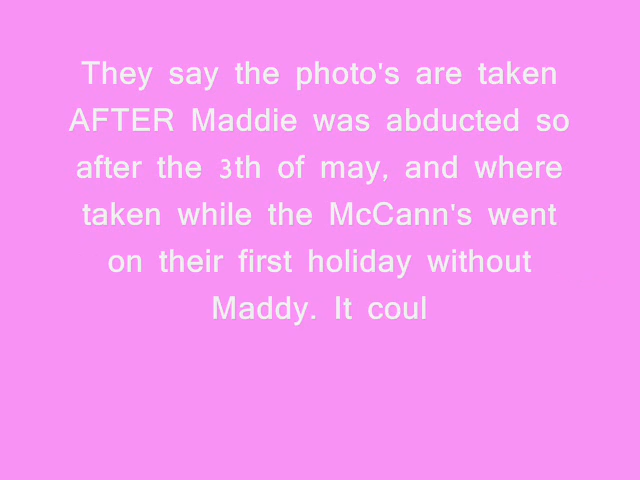 They say the photo's are taken
AFTER Maddie was abducted so
after the 3th of may, and where
taken while the McCann's went
on their first holiday without
Maddy. It coul